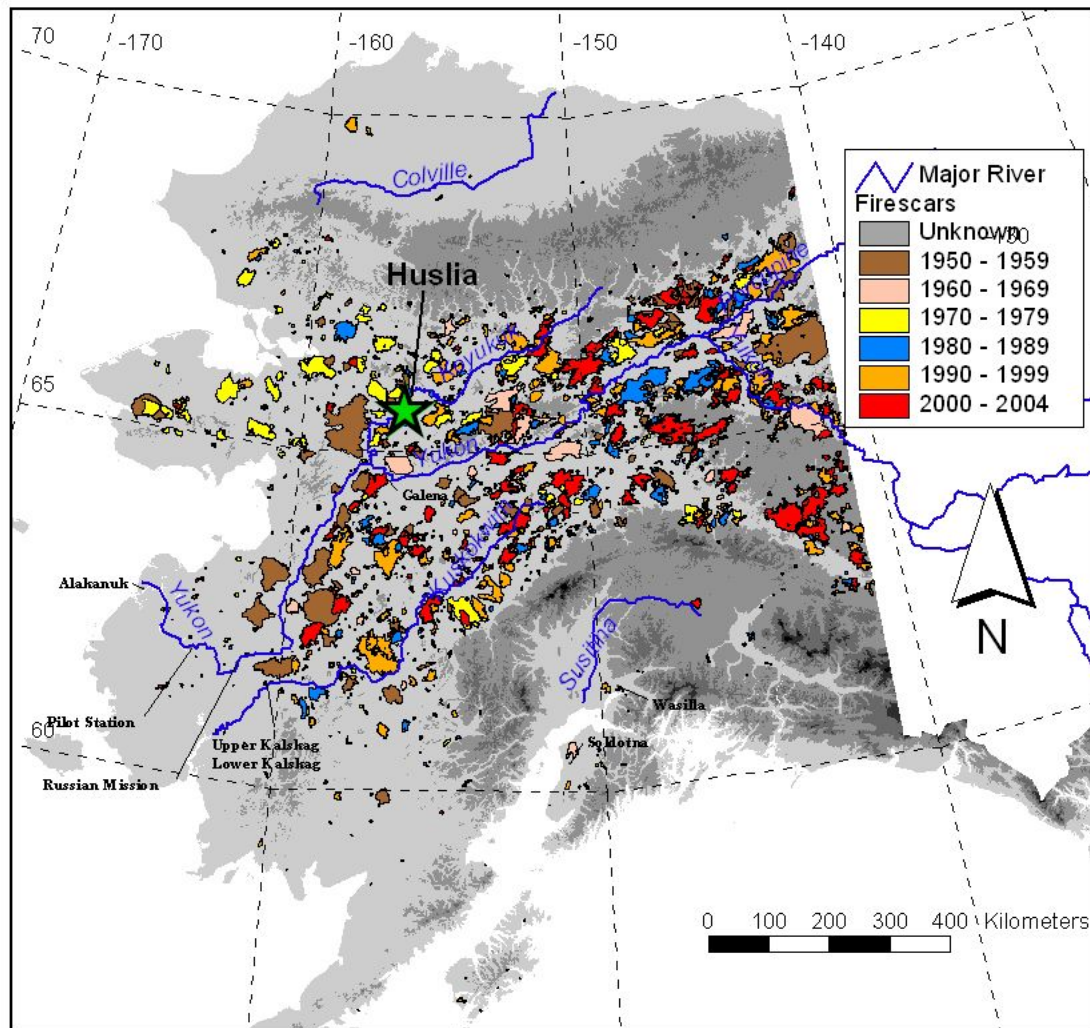 70
-170
-160
-150
-140
Major River
Firescars
Unknown
1950 - 1959
1960 - 1969
1970 - 1979
1980 - 1989
1990 - 1999
2000 - 2004
Colville
Huslia
Koyukuk
65
Yukon
Galena
Kuskokwim
Alakanuk
Yukon
Susitina
N
Wasilla
Pilot Station
60
Upper Kalskag
Lower Kalskag
Soldotna
Russian Mission
0 100 200 300 400 Kilometers